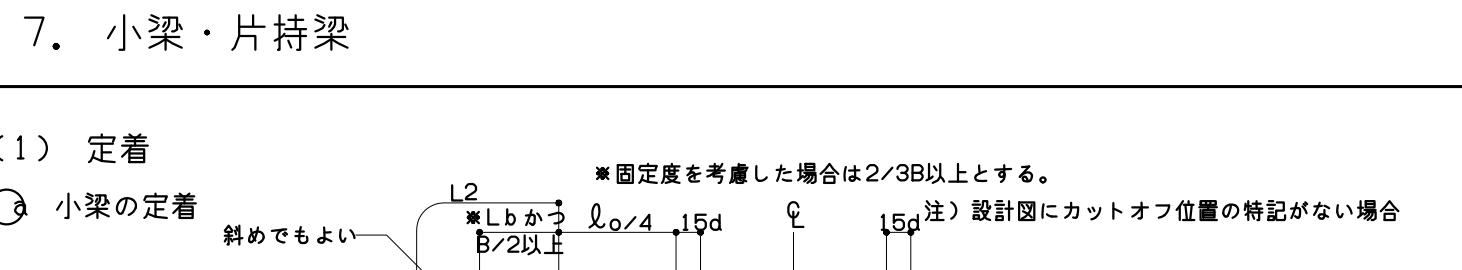 7. 小梁・片持梁
(1) 定着
※固定度を考慮した場合は2/3B以上とする。
ⓐ 小梁の定着
L2
※Lbかつ
B/2以上
ℓo/4
15d
℄
15d
注)設計図にカットオフ位置の特記がない場合
斜めでもよい